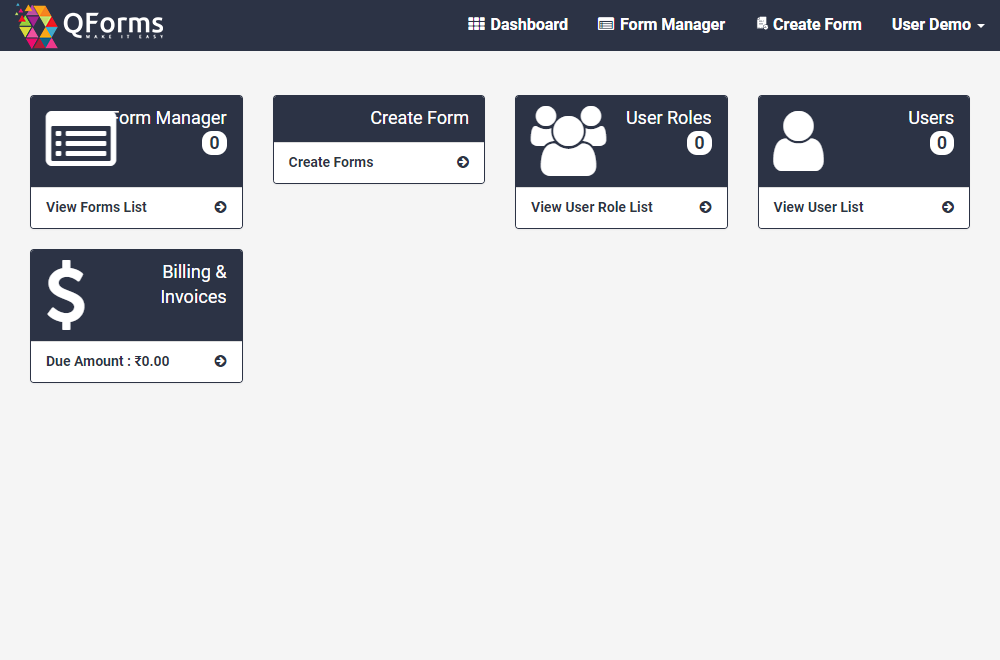 QForms
MAKE IT EASY
Dashboard
Form Manager
Create Form
User Demo
Form Manager
0
View Forms List
Create Form
Create Forms
User Roles
0
View User Role List
Users
0
View User List
Billing &
Invoices
Due Amount : ₹0.00